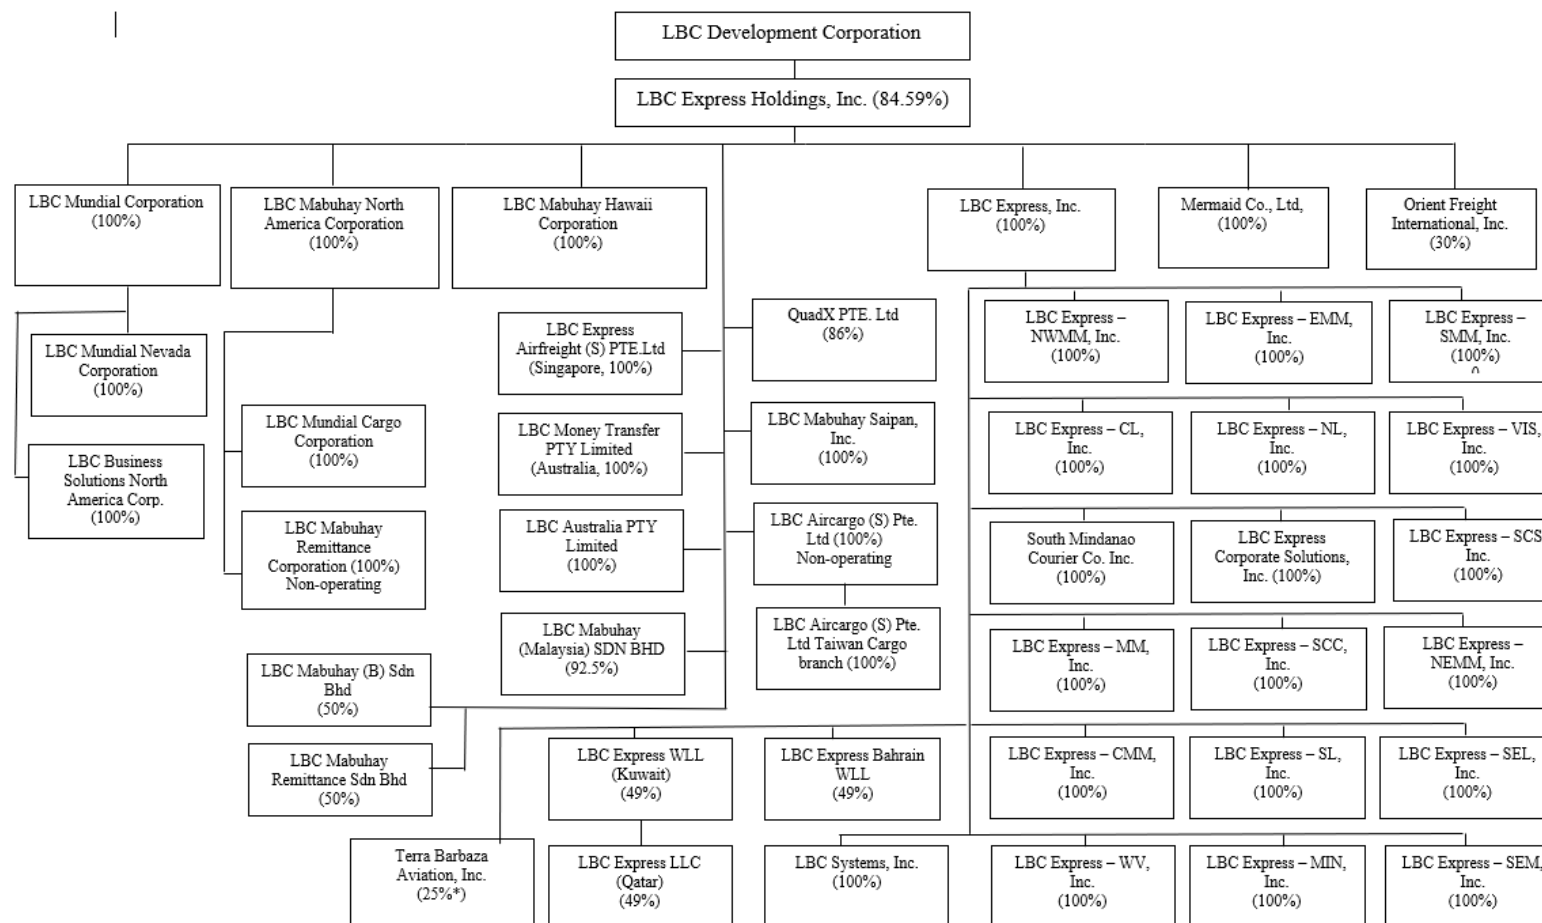 LBC Development Corporation
LBC Express Holdings, Inc. (84.59%)
LBC Mundial Corporation
(100%)
LBC Mabuhay North
America Corporation
(100%)
LBC Mabuhay Hawaii
Corporation
(100%)
LBC Express, Inc.
(100%)
Mermaid Co., Ltd,
(100%)
Orient Freight
International, Inc.
(30%)
LBC Mundial Nevada
Corporation
(100%)
LBC Business
Solutions North
America Corp.
(100%)
LBC Mundial Cargo
Corporation
(100%)
LBC Mabuhay
Remittance
Corporation (100%)
Non-operating
LBC Express
Airfreight (S) PTE.Ltd
(Singapore, 100%)
LBC Money Transfer
PTY Limited
(Australia, 100%)
LBC Australia PTY
Limited
(100%)
LBC Mabuhay
(Malaysia) SDN BHD
(92.5%)
QuadX PTE. Ltd
(86%)
LBC Mabuhay Saipan,
Inc.
(100%)
LBC Aircargo (S) Pte.
Ltd (100%)
Non-operating
LBC Aircargo (S) Pte.
Ltd Taiwan Cargo
branch (100%)
LBC Mabuhay (B) Sdn
Bhd
(50%)
LBC Mabuhay
Remittance Sdn Bhd
(50%)
LBC Express –
NWMM, Inc.
(100%)
LBC Express – EMM,
Inc.
(100%)
LBC Express –
SMM, Inc.
(100%)
LBC Express – CL,
Inc.
(100%)
LBC Express – NL,
Inc.
(100%)
LBC Express – VIS,
Inc.
(100%)
South Mindanao
Courier Co. Inc.
(100%)
LBC Express
Corporate Solutions,
Inc. (100%)
LBC Express – SCS
Inc.
(100%)
LBC Express – MM,
Inc.
(100%)
LBC Express – SCC,
Inc.
(100%)
LBC Express –
NEMM, Inc.
(100%)
LBC Express WLL
(Kuwait)
(49%)
LBC Express Bahrain
WLL
(49%)
LBC Express – CMM,
Inc.
(100%)
LBC Express – SL,
Inc.
(100%)
LBC Express – SEL,
Inc.
(100%)
Terra Barbaza
Aviation, Inc.
(25%*)
LBC Express LLC
(Qatar)
(49%)
LBC Systems, Inc.
(100%)
LBC Express – WV,
Inc.
(100%)
LBC Express – MIN,
Inc.
(100%)
LBC Express – SEM,
Inc.
(100%)